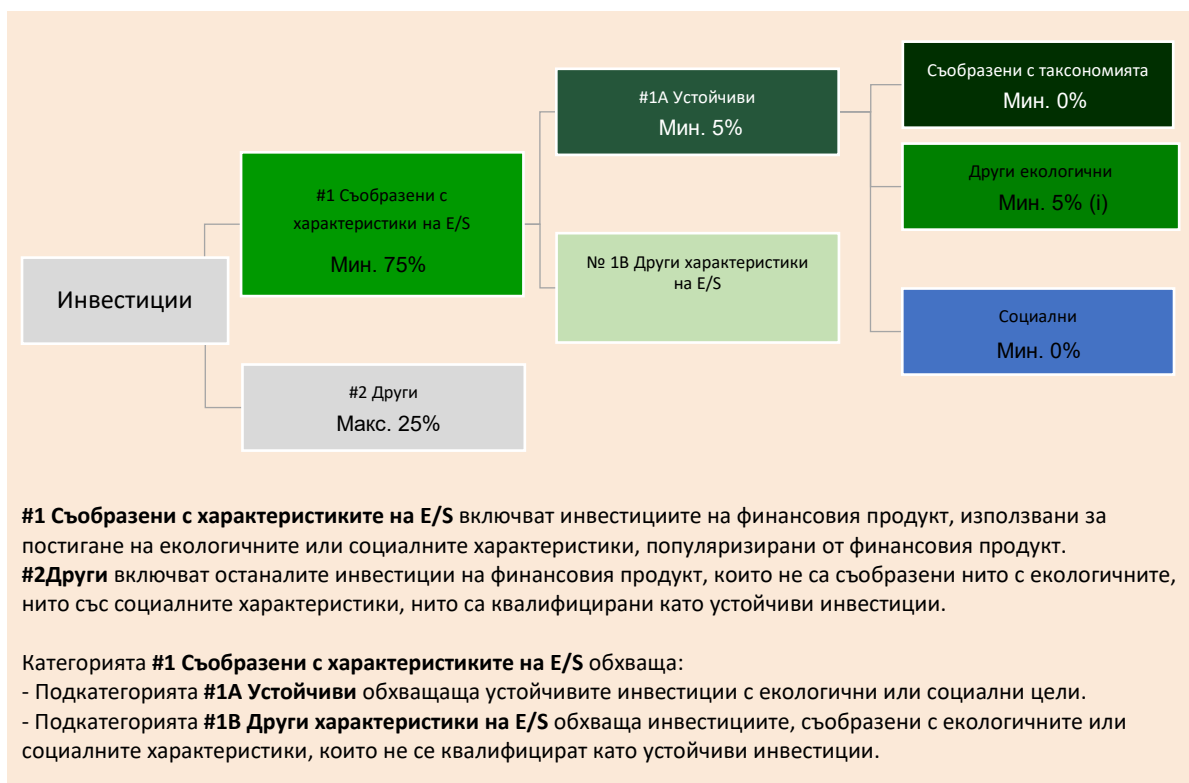 Инвестиции
#1 Съобразени с
характеристики на E/S
Мин. 75%
#2 Други
Макс. 25%
#1А Устойчиви
Мин. 5%
№ 1B Други характеристики
на E/S
Съобразени с таксономията
Мин. 0%
Други екологични
Мин. 5% (i)
Социални
Мин. 0%
#1 Съобразени с характеристиките на E/S включват инвестициите на финансовия продукт, използвани за
постигане на екологичните или социалните характеристики, популяризирани от финансовия продукт.
#2Други включват останалите инвестиции на финансовия продукт, които не са съобразени нито с екологичните,
нито със социалните характеристики, нито са квалифицирани като устойчиви инвестиции.
Категорията #1 Съобразени с характеристиките на E/S обхваща:
- Подкатегорията #1А Устойчиви обхващаща устойчивите инвестиции с екологични или социални цели.
- Подкатегорията #1B Други характеристики на E/S обхваща инвестициите, съобразени с екологичните или
социалните характеристики, които не се квалифицират като устойчиви инвестиции.